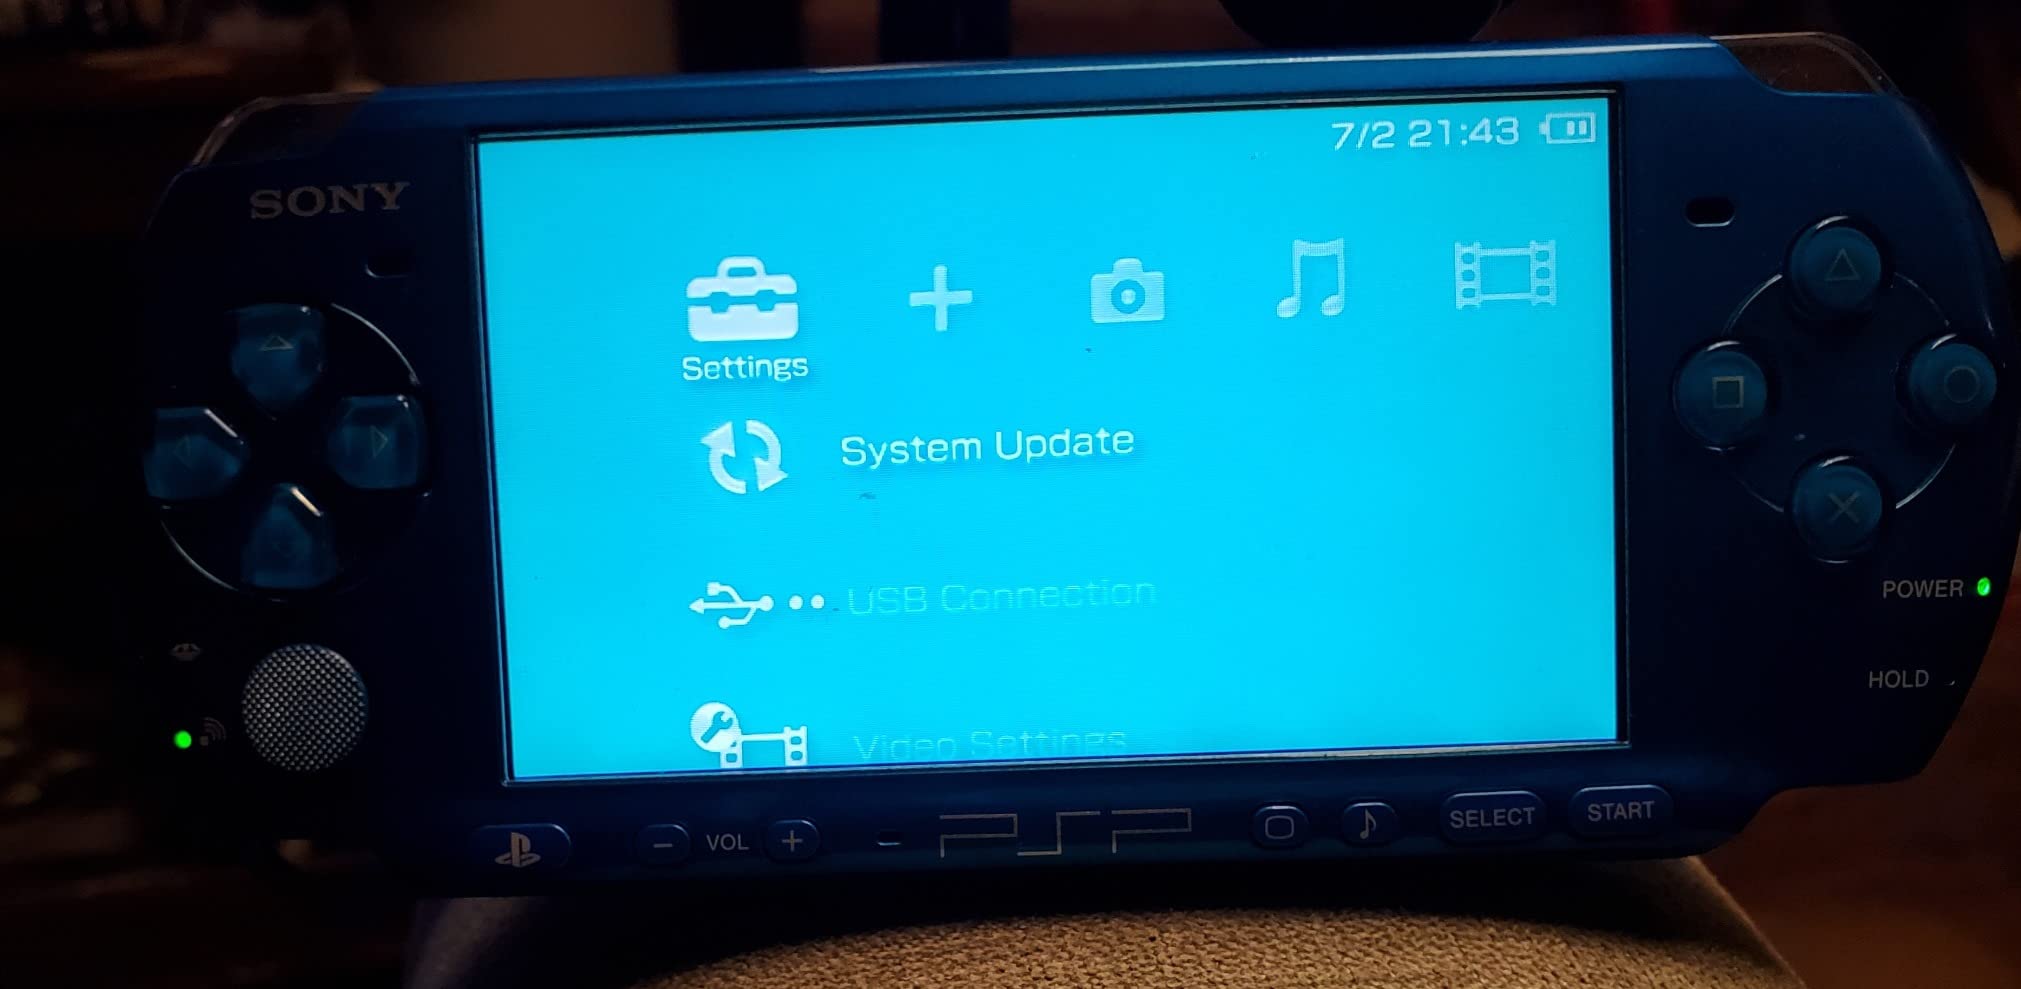 SONY
7/2 21:43
Settings
System Update
USB Connection
Video Settings
POWER
HOLD
VOL
PSP
SELECT
START